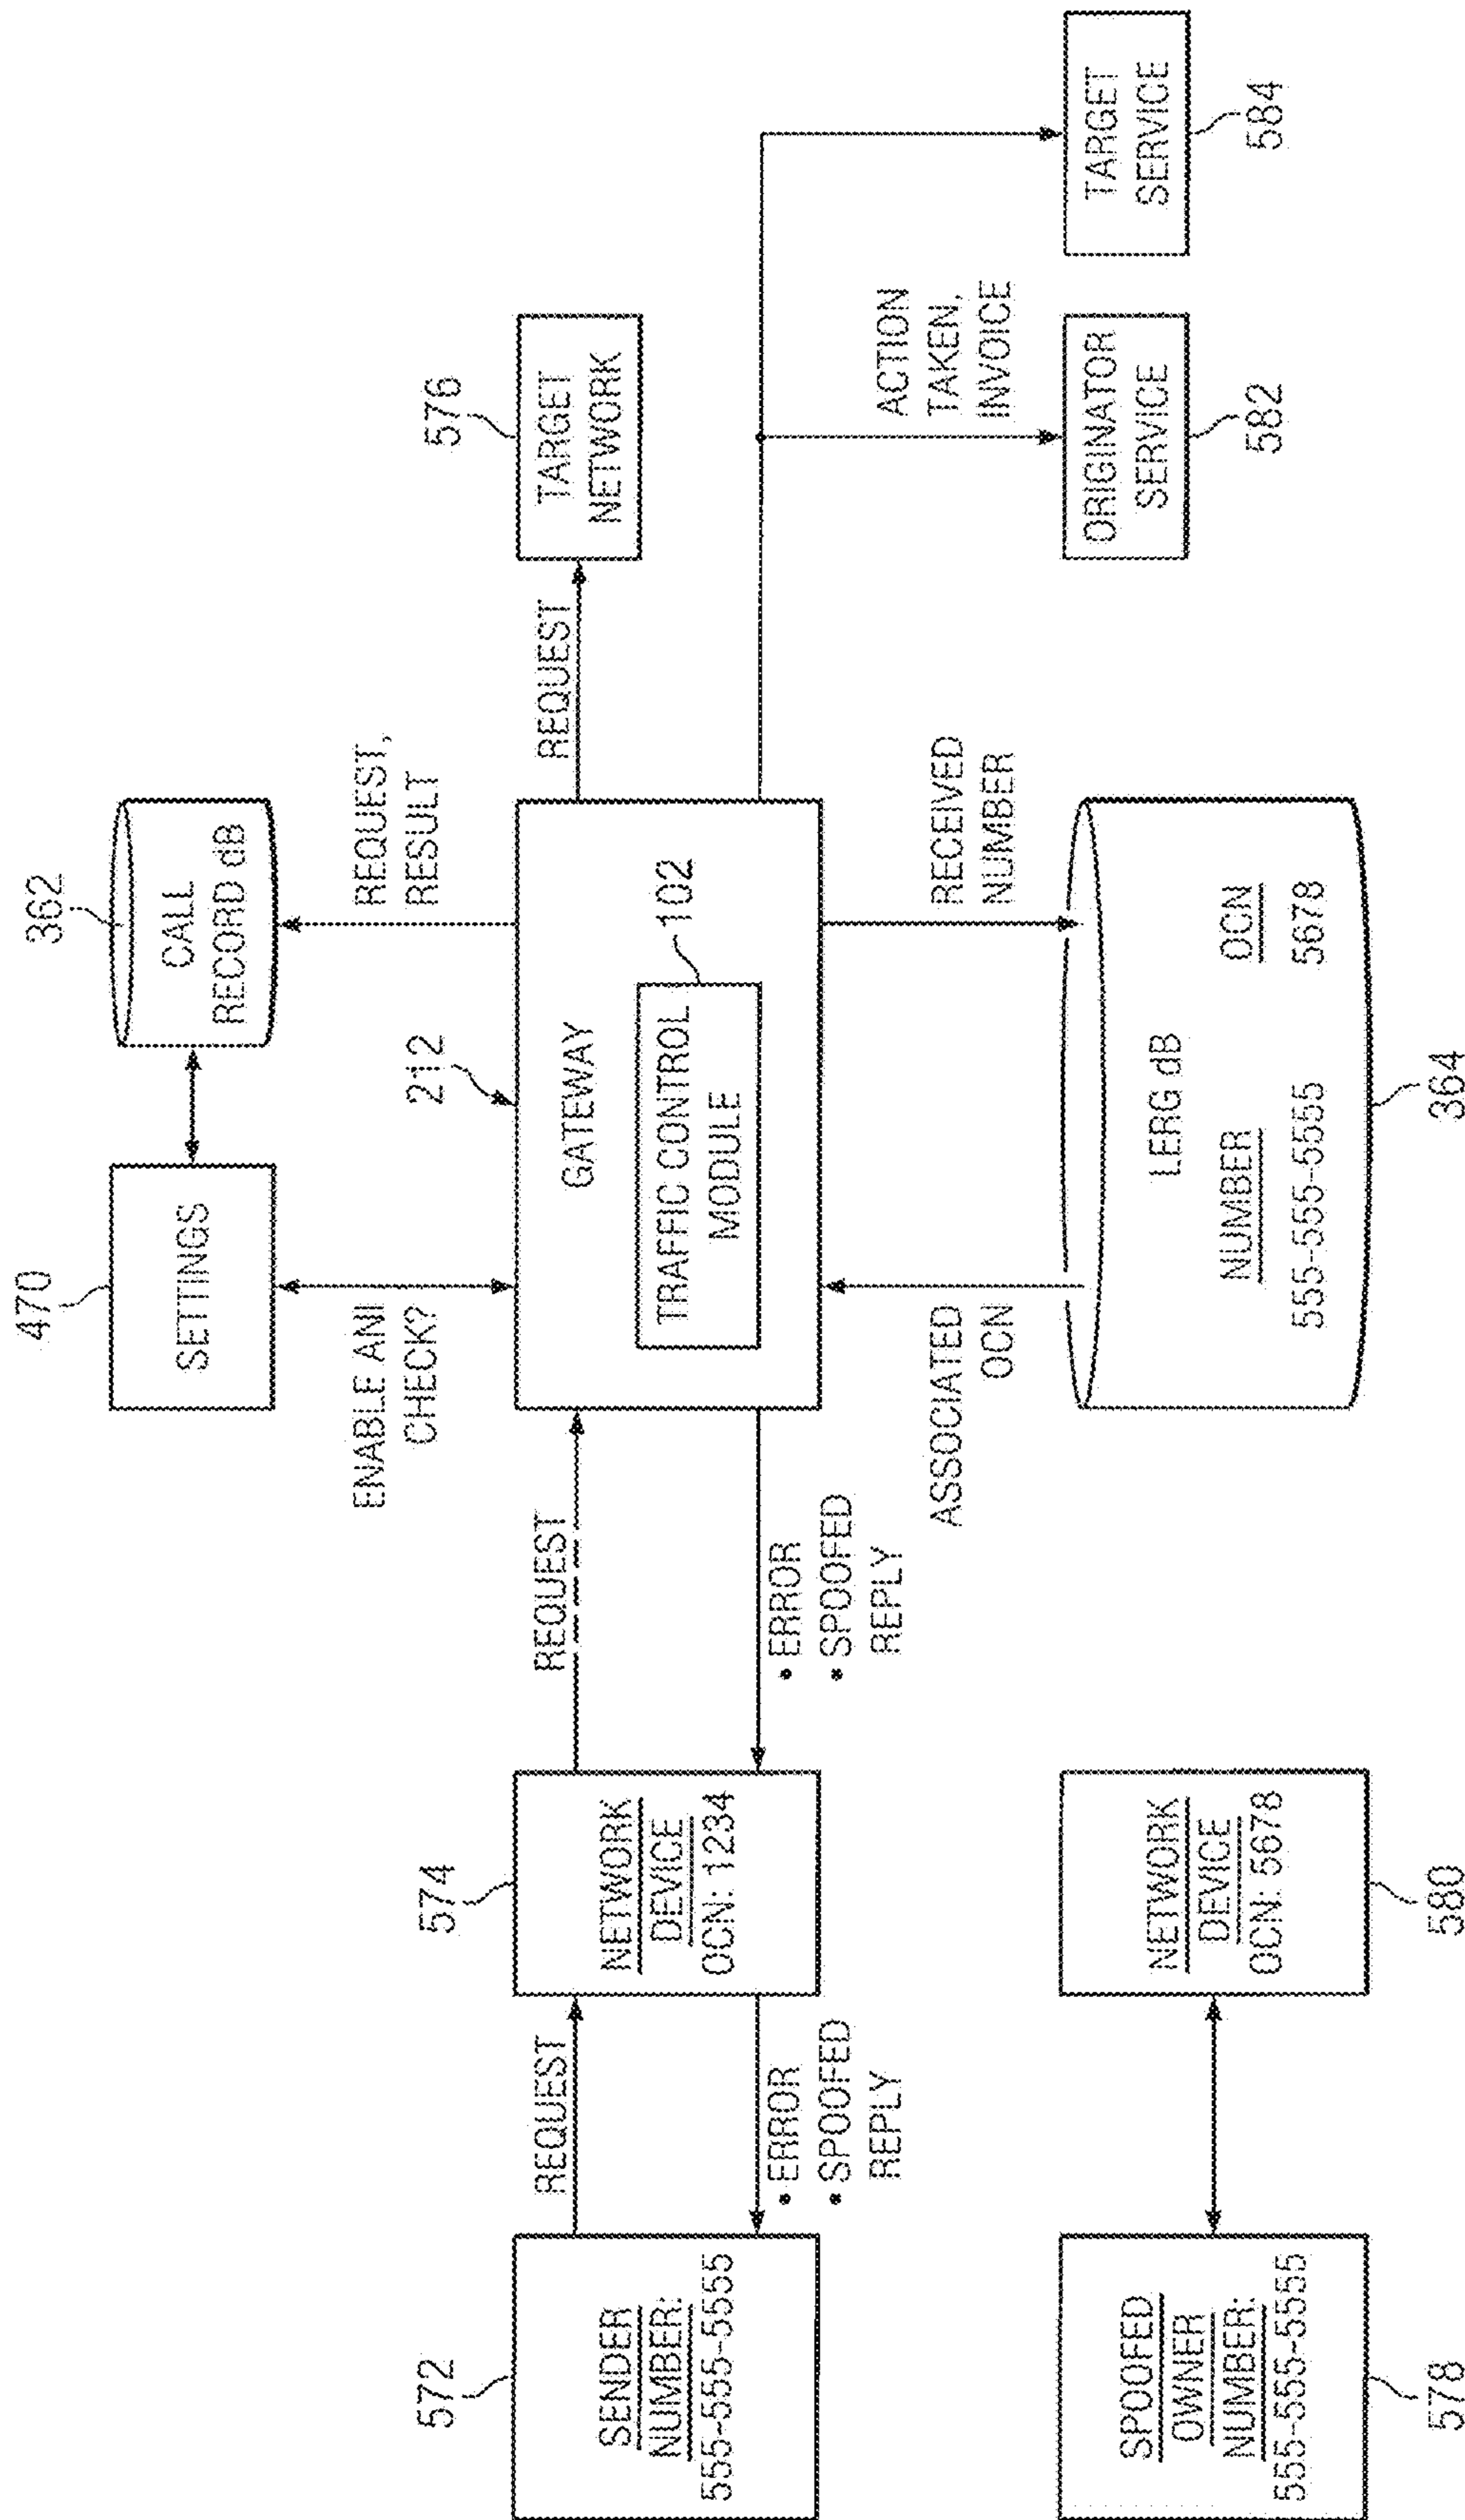 470
SETTINGS
362
CALL
RECORD dB
ENABLE ANI
CHECK?
REQUEST,
RESULT
572
SENDER
NUMBER:
555-555-5555
REQUEST
• ERROR
• SPOOFED
REPLY
574
NETWORK
DEVICE
OCN: 1234
REQUEST
• ERROR
• SPOOFED
REPLY
212
GATEWAY
TRAFFIC CONTROL
MODULE
102
REQUEST
576
TARGET
NETWORK
ASSOCIATED
OCN
RECEIVED
NUMBER
ACTION
TAKEN,
INVOICE
SPOOFED
OWNER
NUMBER:
555-555-5555
578
NETWORK
DEVICE
OCN: 5678
580
LERG dB
NUMBER
OCN
555-555-5555
5678
364
ORIGINATOR
SERVICE
582
TARGET
SERVICE
584